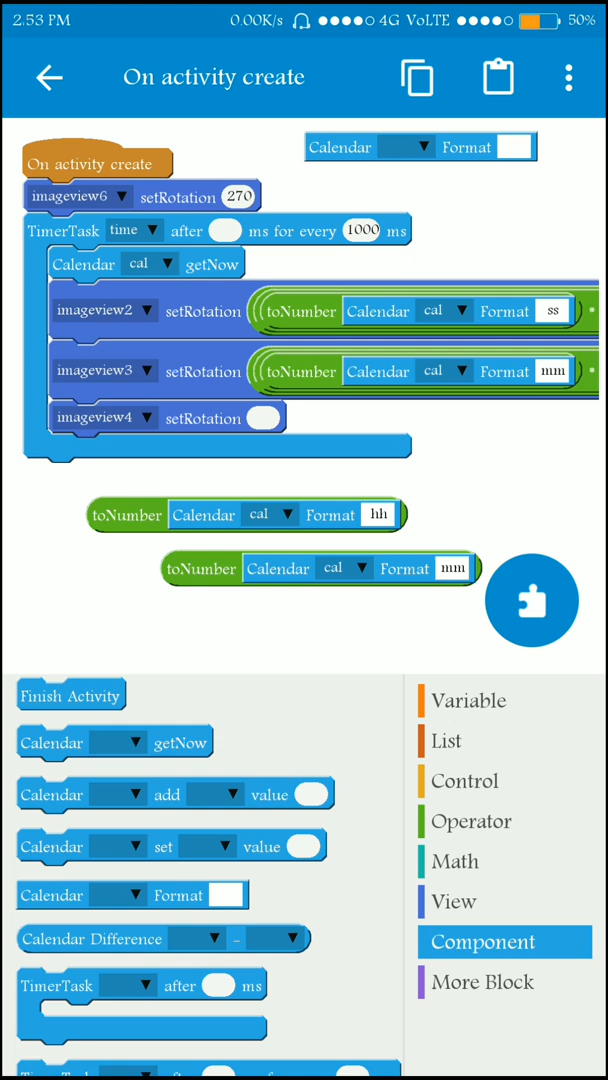 2.53 PM 0.00K/s 4G VoLTE 50%
On activity create
Calendar Format
On activity create
imageview6 setRotation 270
TimerTask time after ms for every 1000 ms
Calendar cal getNow
imageview2 setRotation toNumber Calendar cal Format ss
imageview3 setRotation toNumber Calendar cal Format mm
imageview4 setRotation
toNumber Calendar cal Format hh
toNumber Calendar cal Format mm
Finish Activity
Calendar getNow
Calendar add value
Calendar set value
Calendar Format
Calendar Difference -
TimerTask after ms
Variable
List
Control
Operator
Math
View
Component
More Block